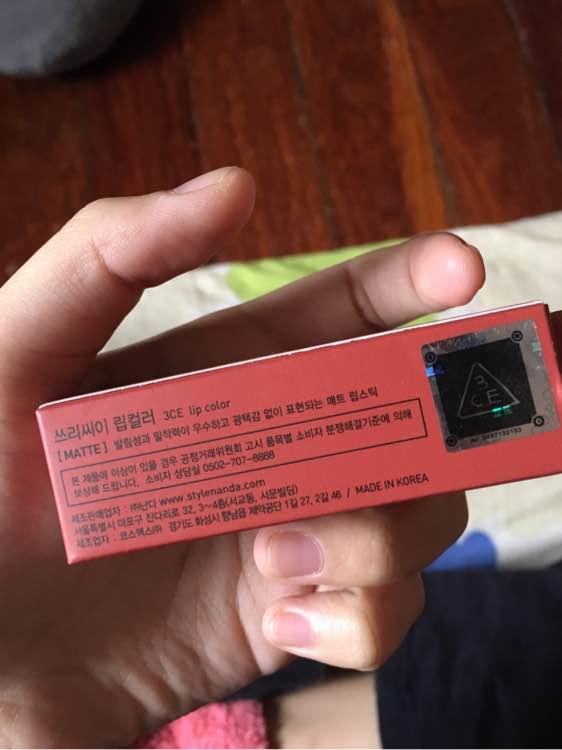 쓰리씨이 립컬러 3CE lip color
[MATTE] 발림성과 밀착력이 우수하고 광택감 없이 표현되는 매트 립스틱
본 제품에 이상이 있을 경우 공정거래위원회 고시 품목별 소비자 분쟁해결기준에 의해
보상해 드립니다. 소비자 상담실 0502-707-8888
제조판매업자 : ㈜난다 www.stylenanda.com
서울특별시 마포구 잔다리로 32, 3~4층(서교동, 서문빌딩)
제조업자 : 코스맥스㈜ 경기도 화성시 향남읍 제약공단 1길 27, 2길 46 / MADE IN KOREA
3
CE